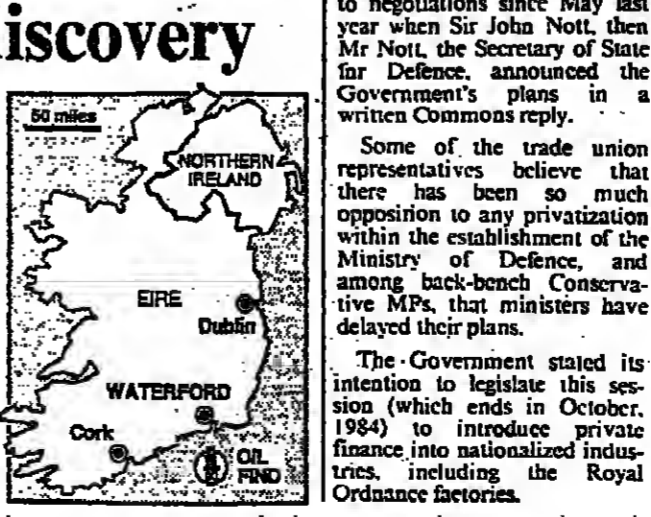 iscovery
50 miles
NORTHERN
IRELAND
EIRE
Dublin
WATERFORD
Cork
OIL
FIND
to negotiations since May last
year when Sir John Nott, then
Mr Nott, the Secretary of State
for Defence, announced the
Government's plans in a
written Commons reply.
Some of the trade union
representatives believe that
there has been so much
opposition to any privatization
within the establishment of the
Ministry of Defence, and
among back-bench Conserva-
tive MPs, that ministers have
delayed their plans.
The Government stated its
intention to legislate this ses-
sion (which ends in October,
1984) to introduce private
finance into nationalized indus-
tries, including the Royal
Ordnance factories.